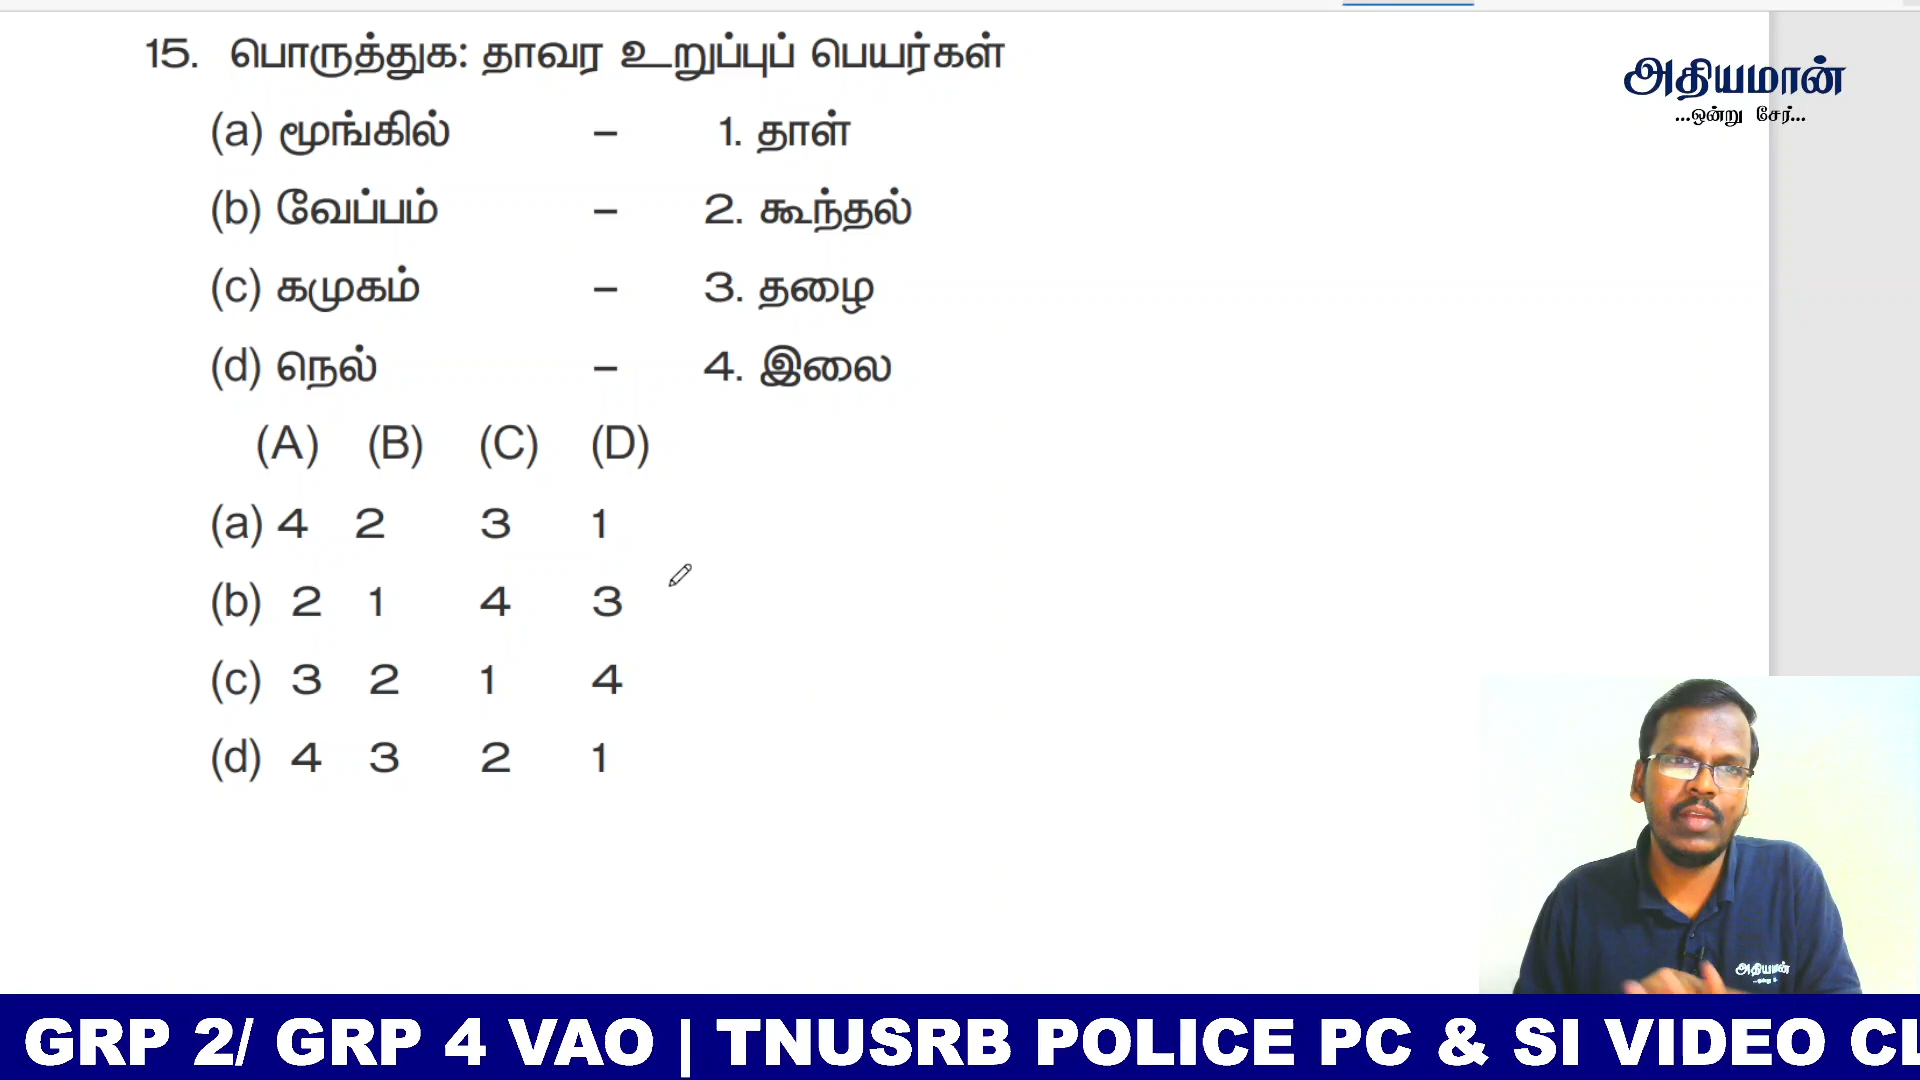 15. பொருத்துக: தாவர உறுப்புப் பெயர்கள்
அதியமான்
...ஒன்று சேர்...
(a) மூங்கில் – 1. தாள்
(b) வேப்பம் – 2. கூந்தல்
(c) கமுகம் – 3. தழை
(d) நெல் – 4. இலை
(A) (B) (C) (D)
(a) 4 2 3 1
(b) 2 1 4 3
(c) 3 2 1 4
(d) 4 3 2 1
அதியமான்
GRP 2/ GRP 4 VAO | TNUSRB POLICE PC & SI VIDEO CL